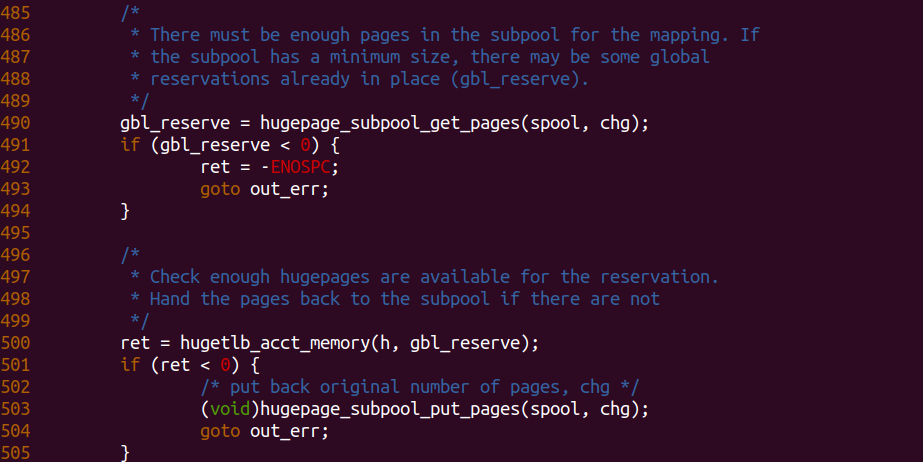 485         /*
486          * There must be enough pages in the subpool for the mapping. If
487          * the subpool has a minimum size, there may be some global
488          * reservations already in place (gbl_reserve).
489          */
490         gbl_reserve = hugepage_subpool_get_pages(spool, chg);
491         if (gbl_reserve < 0) {
492                 ret = -ENOSPC;
493                 goto out_err;
494         }
495
496         /*
497          * Check enough hugepages are available for the reservation.
498          * Hand the pages back to the subpool if there are not
499          */
500         ret = hugetlb_acct_memory(h, gbl_reserve);
501         if (ret < 0) {
502                 /* put back original number of pages, chg */
503                 (void)hugepage_subpool_put_pages(spool, chg);
504                 goto out_err;
505         }